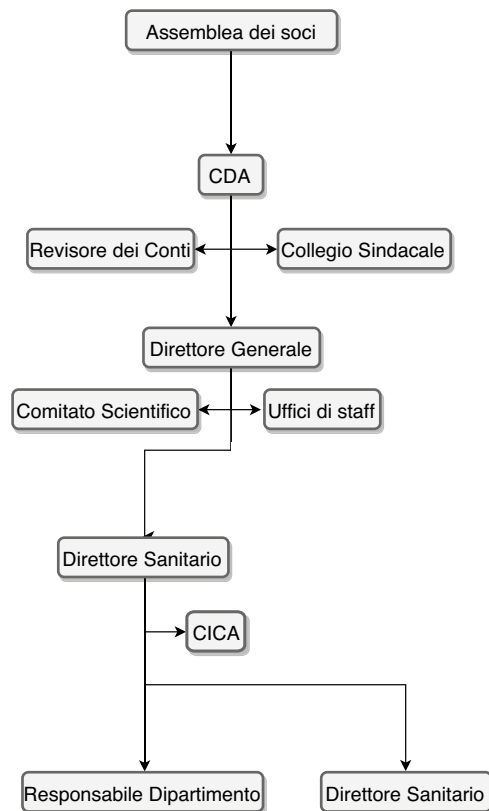 Assemblea dei soci
CDA
Revisore dei Conti
Collegio Sindacale
Direttore Generale
Comitato Scientifico
Uffici di staff
Direttore Sanitario
CICA
Responsabile Dipartimento
Direttore Sanitario